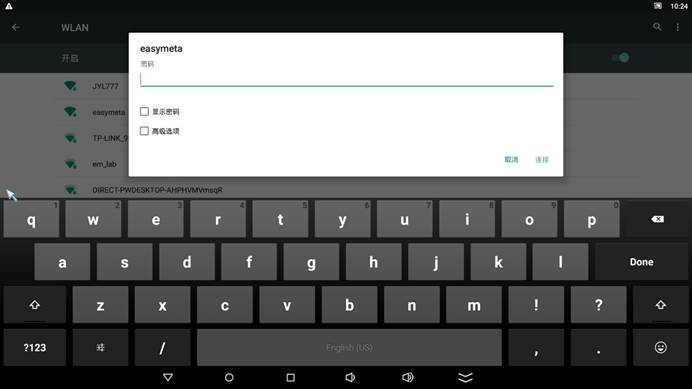 10:24
WLAN
开启
easymeta
密码
显示密码
高级选项
取消 连接
JYL777
easymeta
TP-LINK_9
em_lab
DIRECT-PWDESKTOP-AHPHVMVmsqR
1 2 3 4 5 6 7 8 9 0
q w e r t y u i o p
a s d f g h j k l Done
z x c v b n m ! ?
?123 / English (US) , .